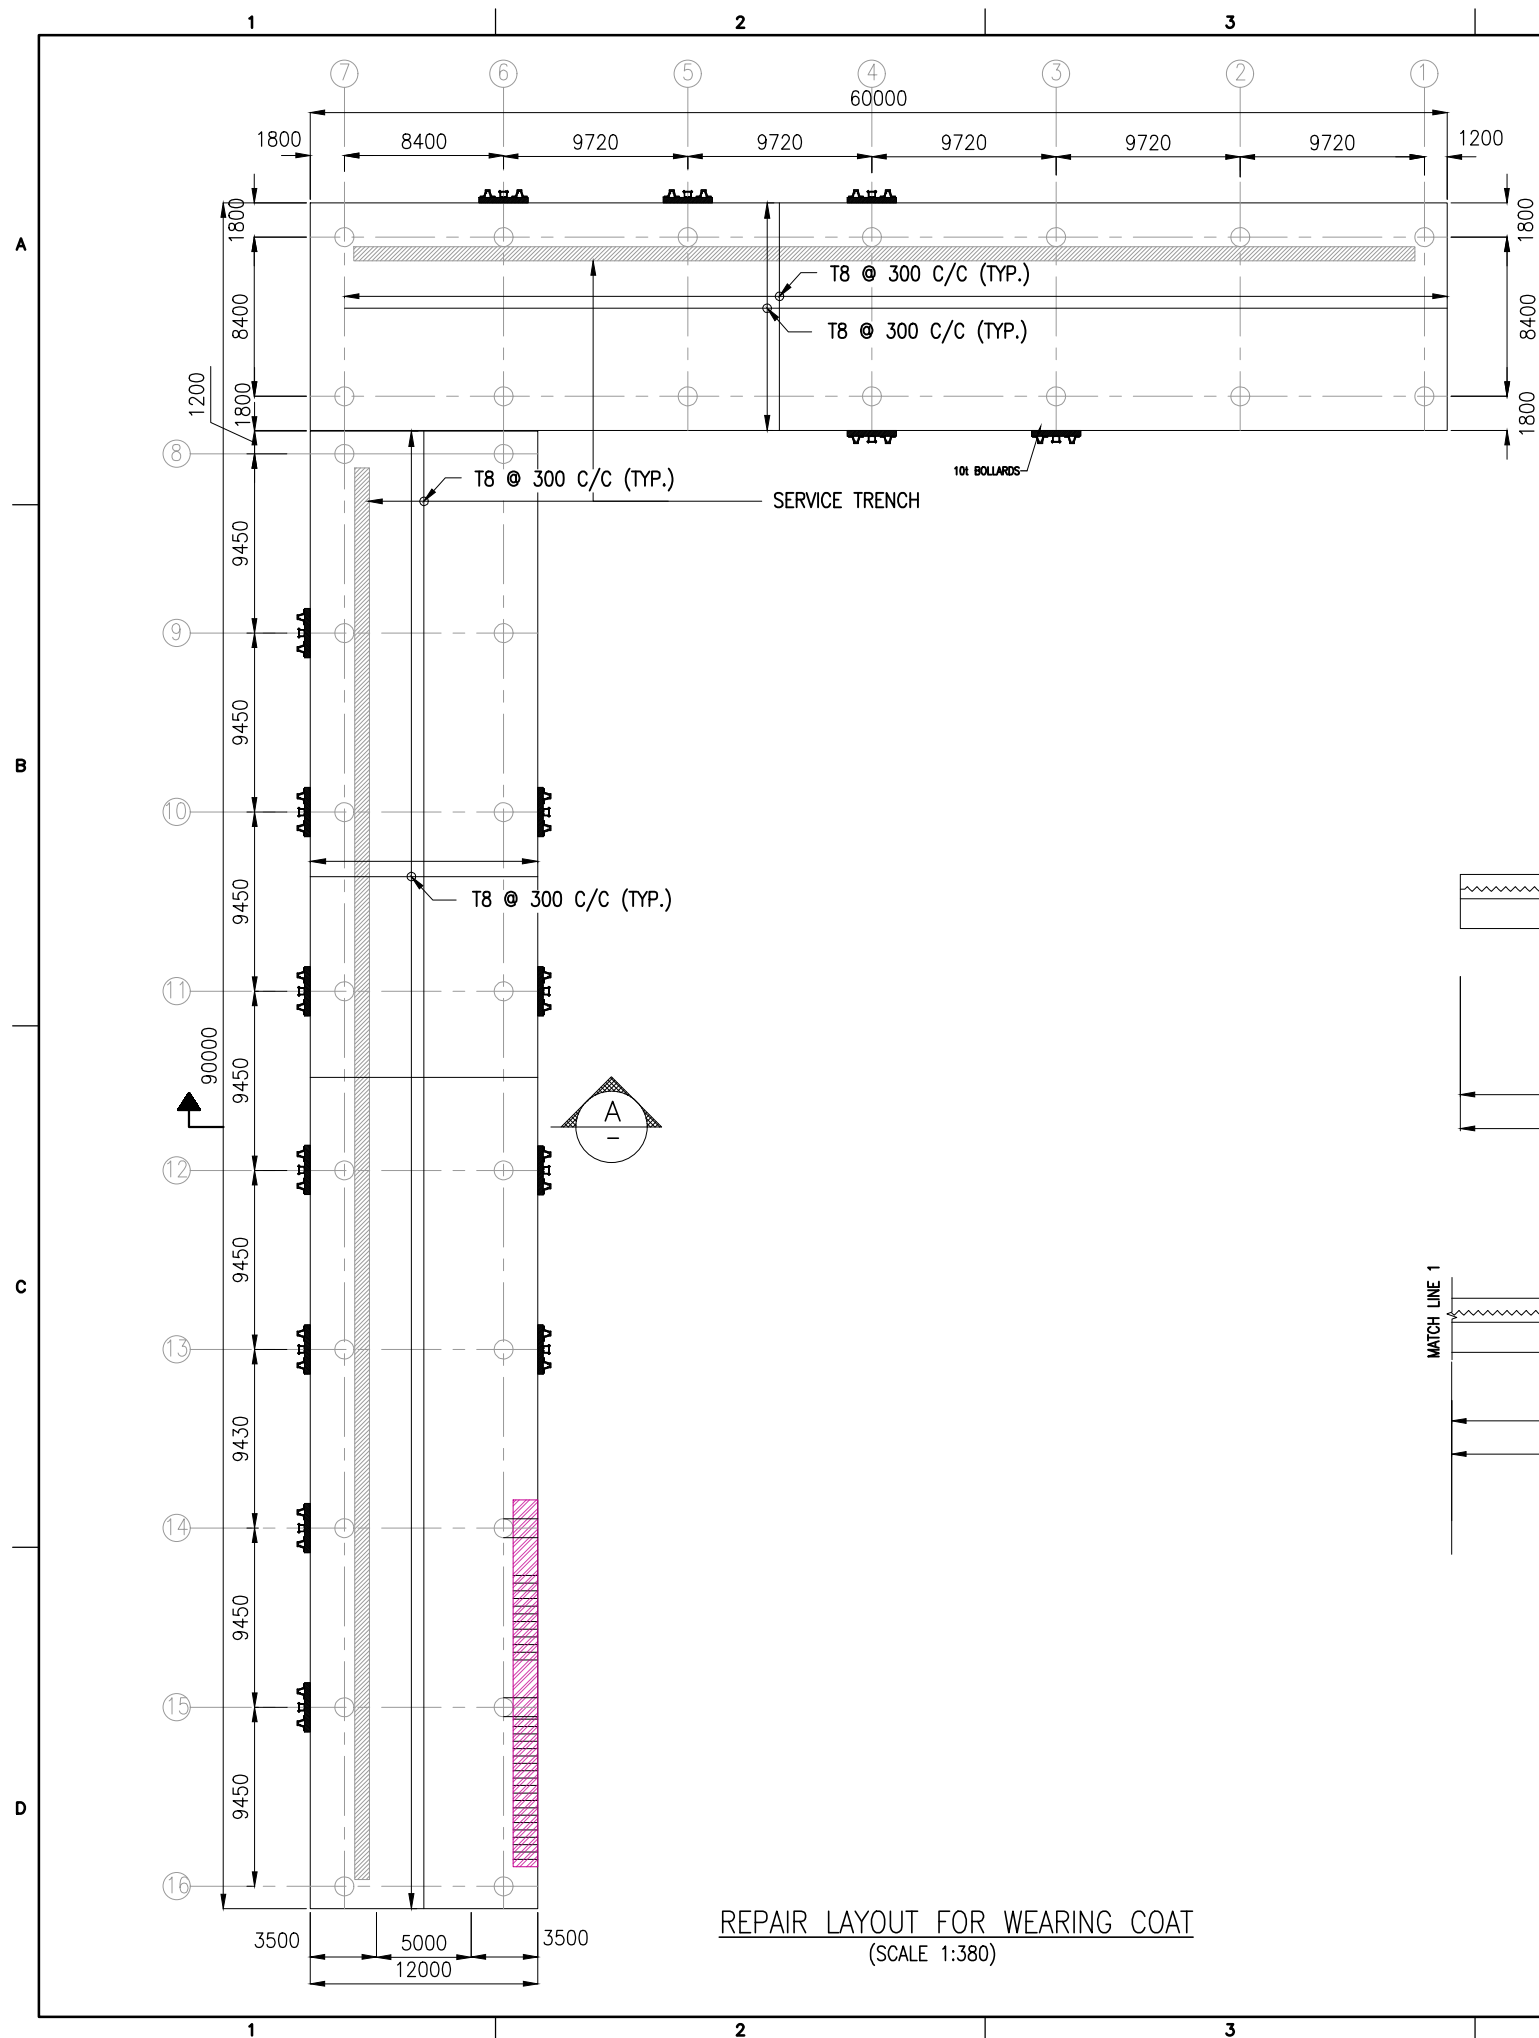 1 2 3
7 6 5 4 3 2 1
60000
1800 8400 9720 9720 9720 9720 9720 1200
1800 1800
A
T8 @ 300 C/C (TYP.)
8400 8400
T8 @ 300 C/C (TYP.)
1200
1800 1800
8
10t BOLLARDS
T8 @ 300 C/C (TYP.)
SERVICE TRENCH
9450
9
9450
B
10
9450
T8 @ 300 C/C (TYP.)
11
90000
9450
A
-
12
9450
C
MATCH LINE 1
13
9430
14
9450
15
9450
D
16
REPAIR LAYOUT FOR WEARING COAT
(SCALE 1:380)
3500 5000 3500
12000
1 2 3